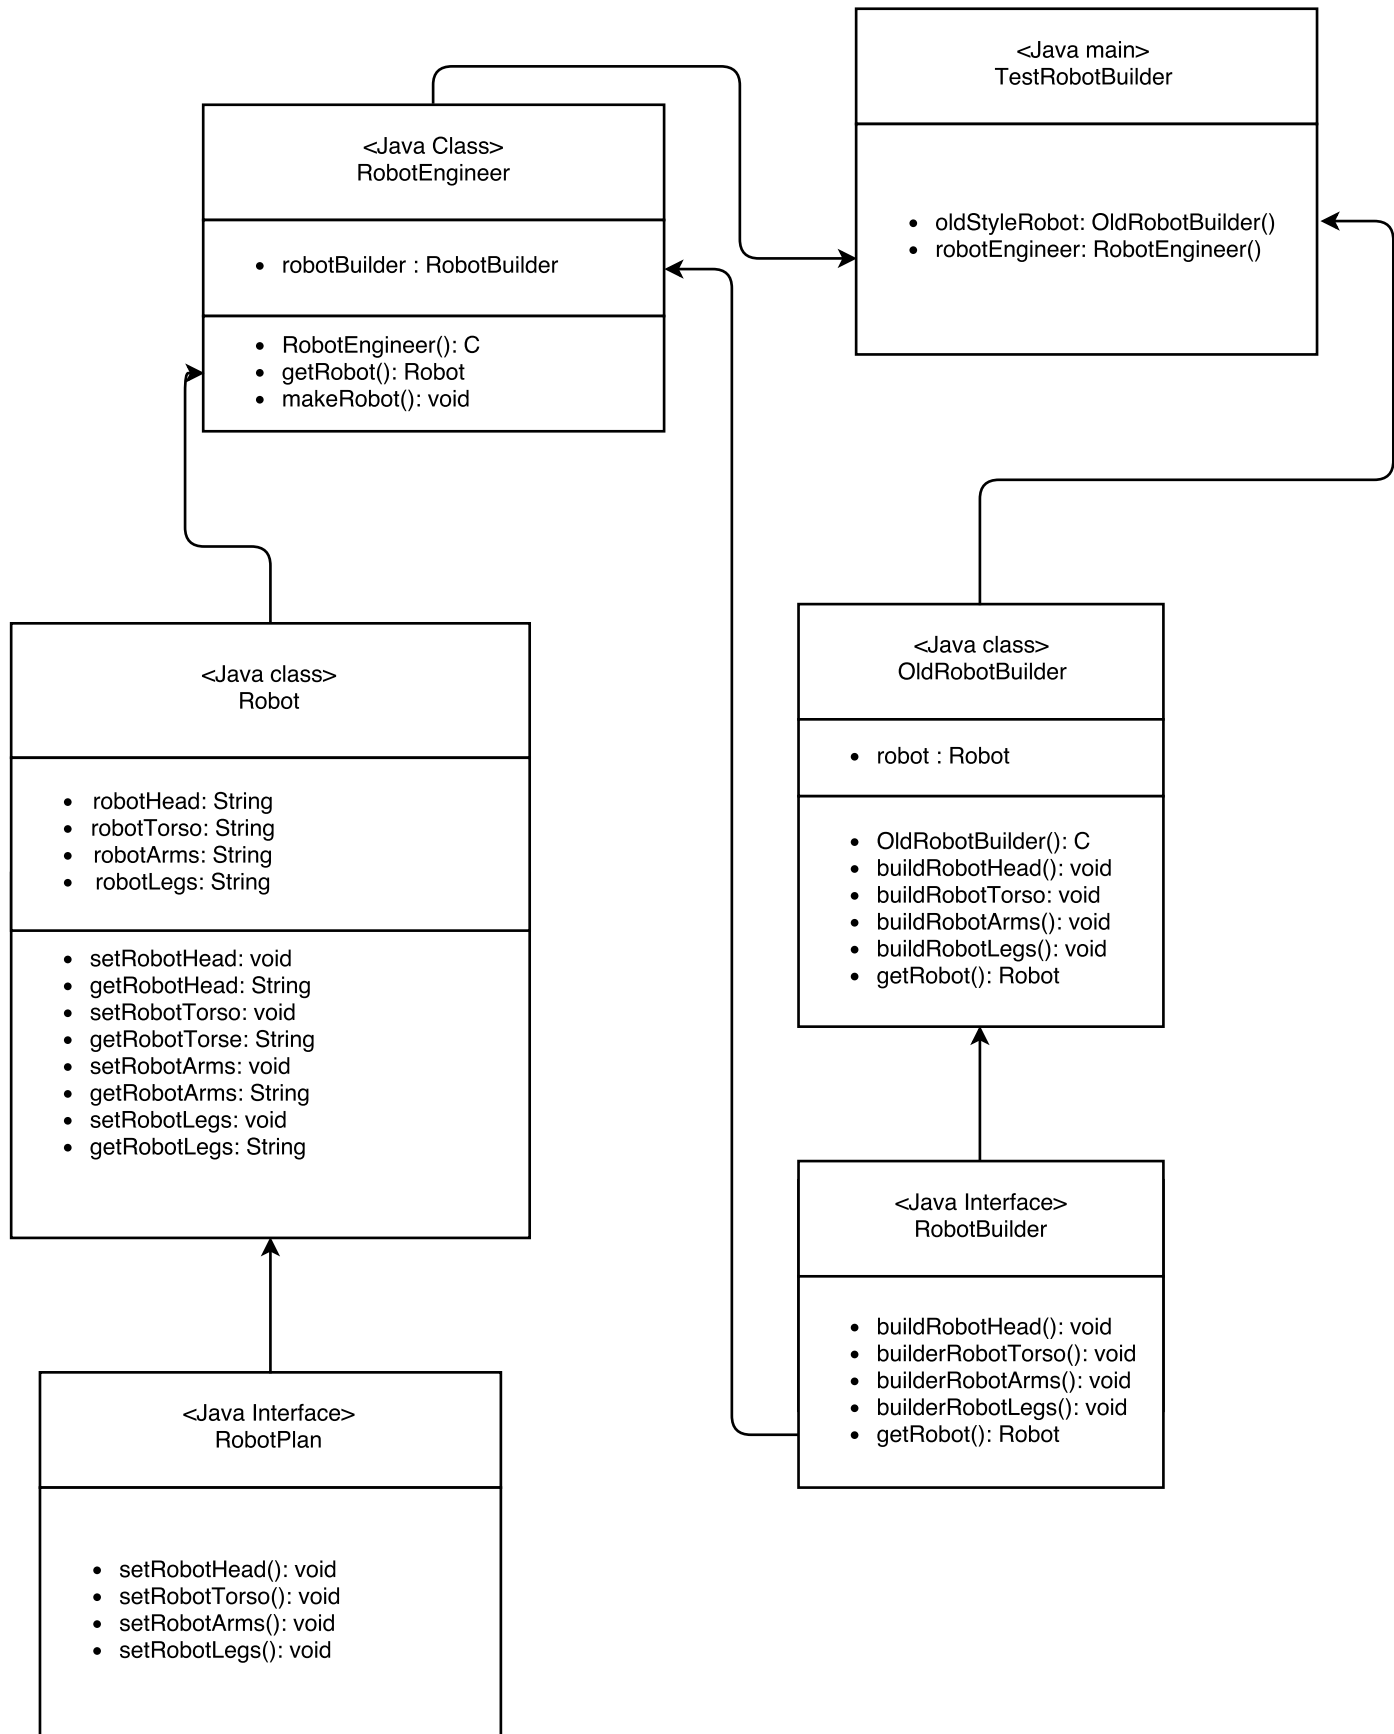 <Java main>
TestRobotBuilder
• oldStyleRobot: OldRobotBuilder()
• robotEngineer: RobotEngineer()
<Java Class>
RobotEngineer
• robotBuilder : RobotBuilder
• RobotEngineer(): C
• getRobot(): Robot
• makeRobot(): void
<Java class>
Robot
• robotHead: String
• robotTorso: String
• robotArms: String
• robotLegs: String
• setRobotHead: void
• getRobotHead: String
• setRobotTorso: void
• getRobotTorse: String
• setRobotArms: void
• getRobotArms: String
• setRobotLegs: void
• getRobotLegs: String
<Java class>
OldRobotBuilder
• robot : Robot
• OldRobotBuilder(): C
• buildRobotHead(): void
• buildRobotTorso: void
• buildRobotArms(): void
• buildRobotLegs(): void
• getRobot(): Robot
<Java Interface>
RobotBuilder
• buildRobotHead(): void
• builderRobotTorso(): void
• builderRobotArms(): void
• builderRobotLegs(): void
• getRobot(): Robot
<Java Interface>
RobotPlan
• setRobotHead(): void
• setRobotTorso(): void
• setRobotArms(): void
• setRobotLegs(): void